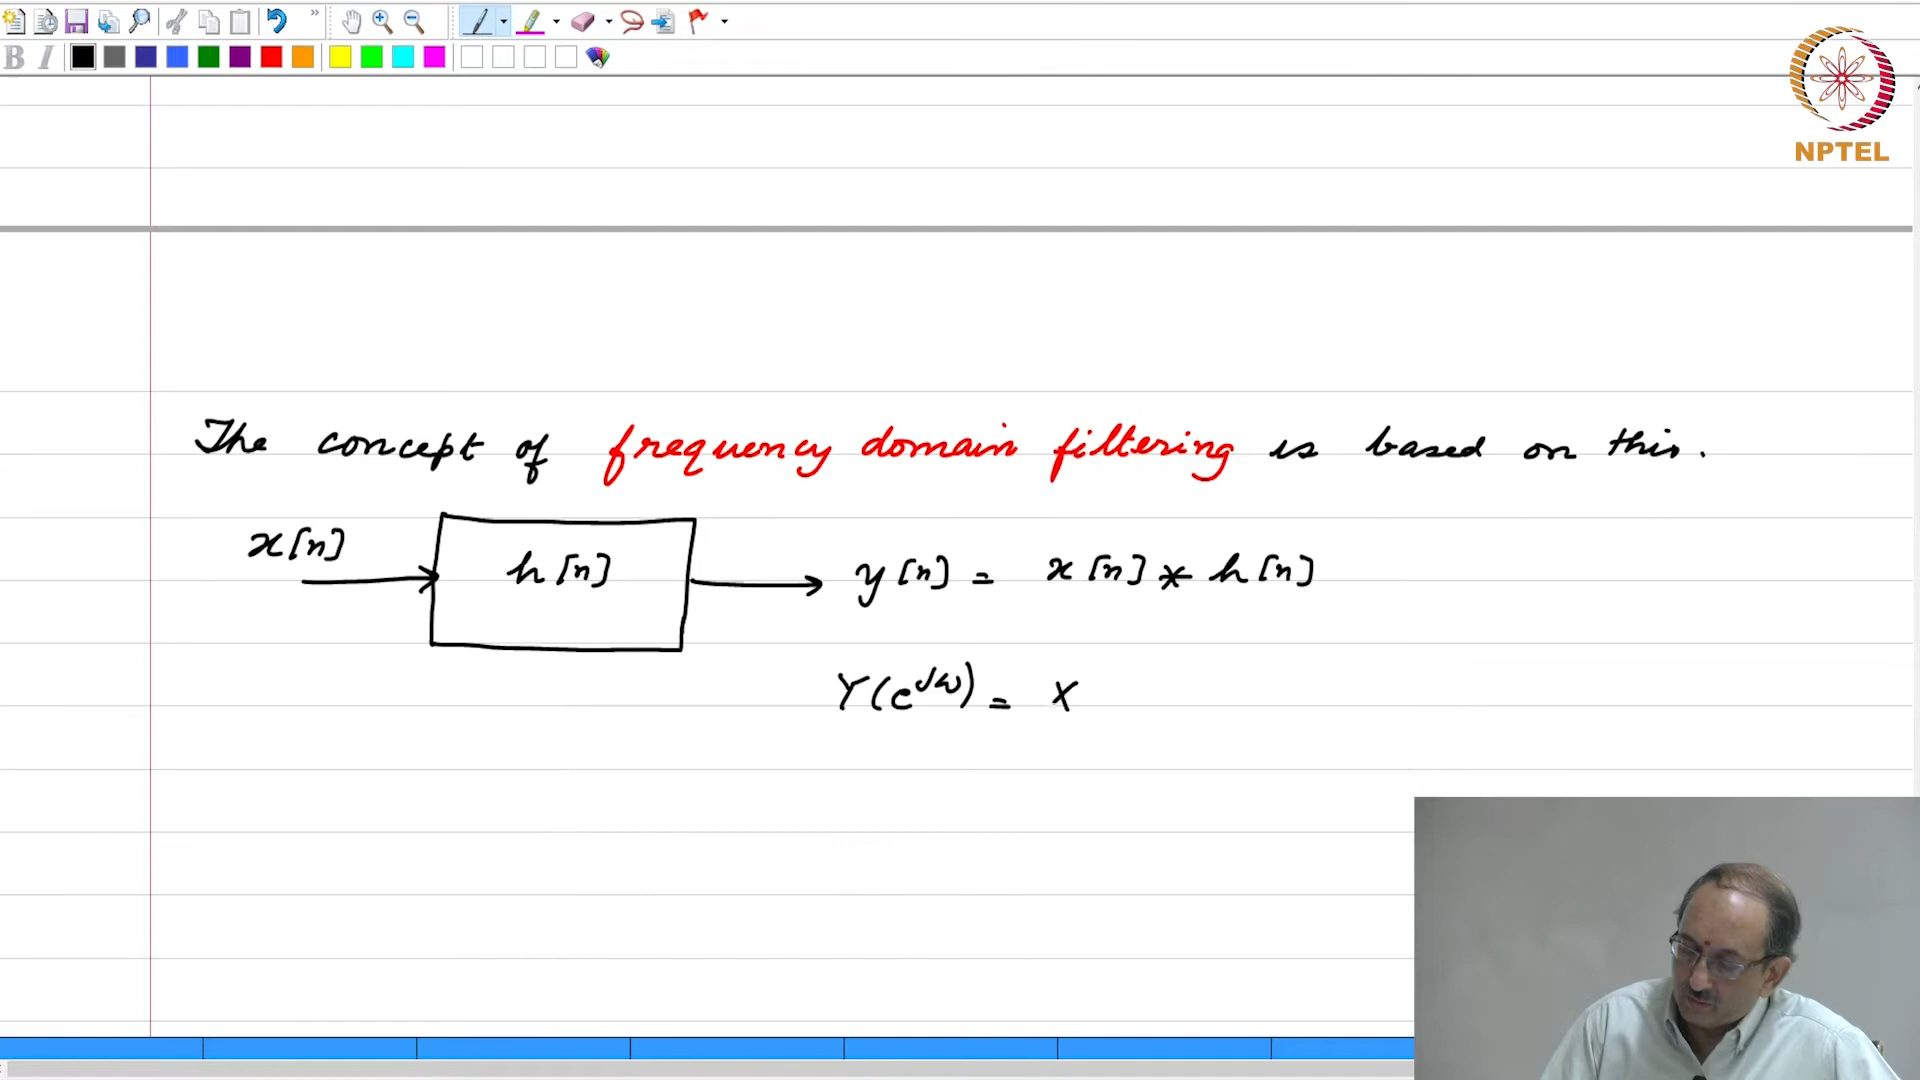 B I
NPTEL
The concept of frequency domain filtering is based on this.
x[n]
h[n]
y[n] = x[n] * h[n]
Y(e^jω) = X